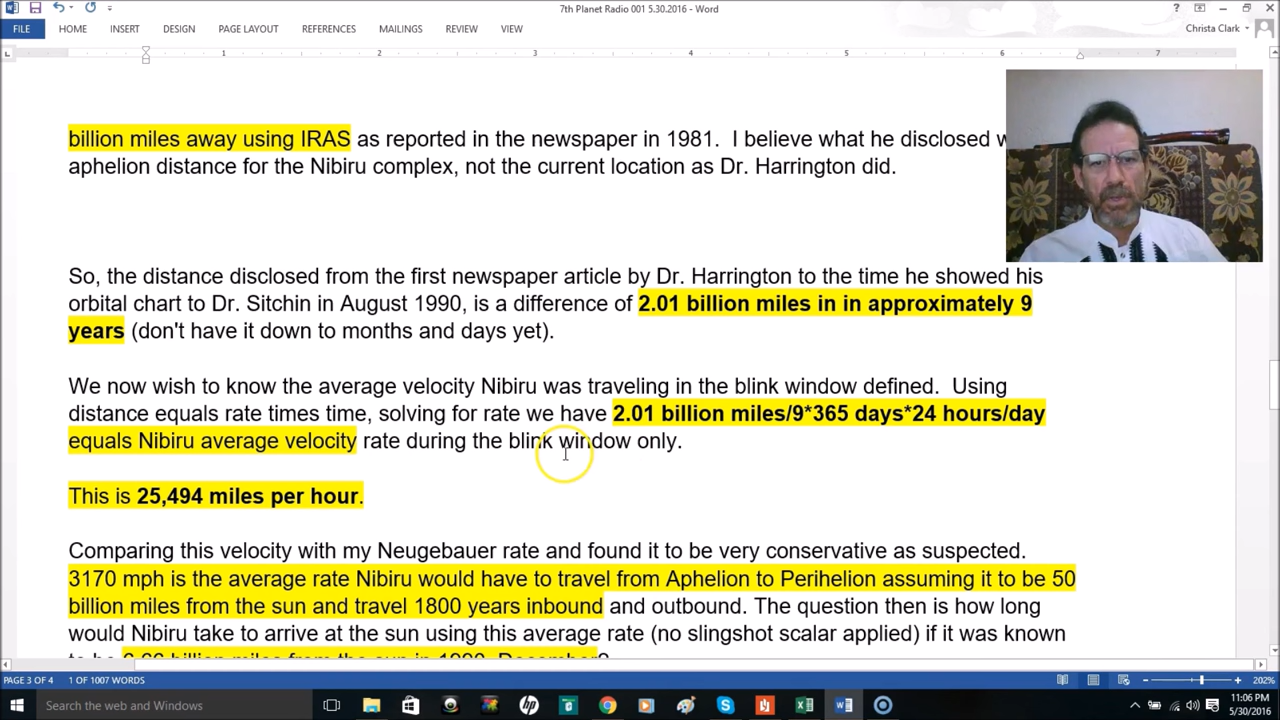 7th Planet Radio 001 5.30.2016 - Word
FILE HOME INSERT DESIGN PAGE LAYOUT REFERENCES MAILINGS REVIEW VIEW Christa Clark
1 2 3 4 5 6 7
billion miles away using IRAS as reported in the newspaper in 1981. I believe what he disclosed
aphelion distance for the Nibiru complex, not the current location as Dr. Harrington did.
So, the distance disclosed from the first newspaper article by Dr. Harrington to the time he showed his
orbital chart to Dr. Sitchin in August 1990, is a difference of 2.01 billion miles in in approximately 9
years (don't have it down to months and days yet).
We now wish to know the average velocity Nibiru was traveling in the blink window defined. Using
distance equals rate times time, solving for rate we have 2.01 billion miles/9*365 days*24 hours/day
equals Nibiru average velocity rate during the blink window only.
This is 25,494 miles per hour.
Comparing this velocity with my Neugebauer rate and found it to be very conservative as suspected.
3170 mph is the average rate Nibiru would have to travel from Aphelion to Perihelion assuming it to be 50
billion miles from the sun and travel 1800 years inbound and outbound. The question then is how long
would Nibiru take to arrive at the sun using this average rate (no slingshot scalar applied) if it was known
PAGE 3 OF 4 1 OF 1007 WORDS 202%
Search the web and Windows 11:06 PM
5/30/2016